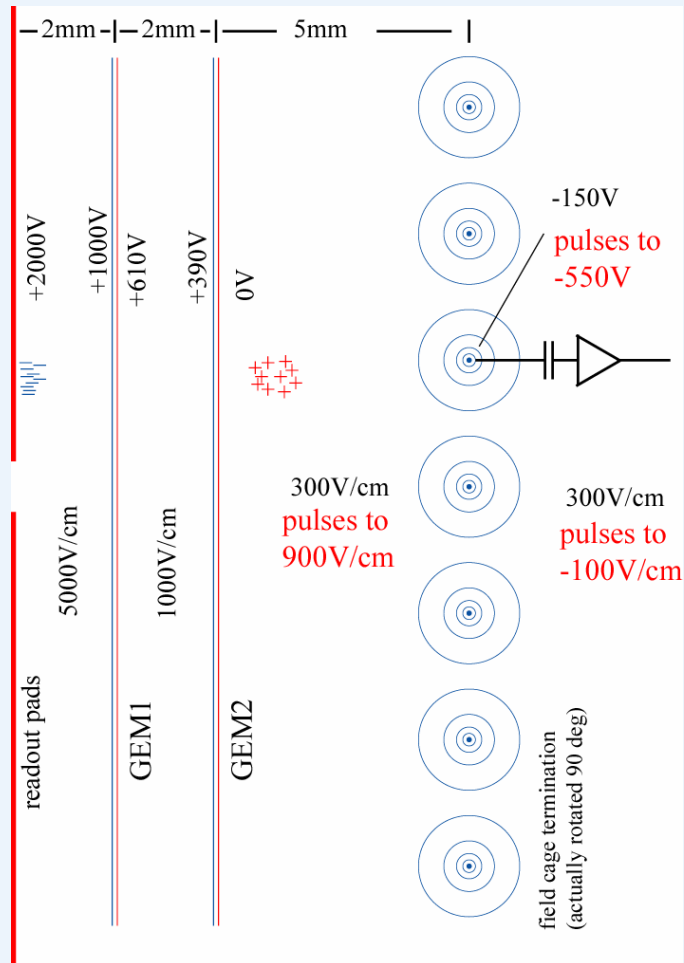 2mm
2mm
5mm
+2000V
+1000V
+610V
+390V
0V
-150V
pulses to
-550V
5000V/cm
1000V/cm
300V/cm
pulses to
900V/cm
300V/cm
pulses to
-100V/cm
readout pads
GEM1
GEM2
field cage termination
(actually rotated 90 deg)